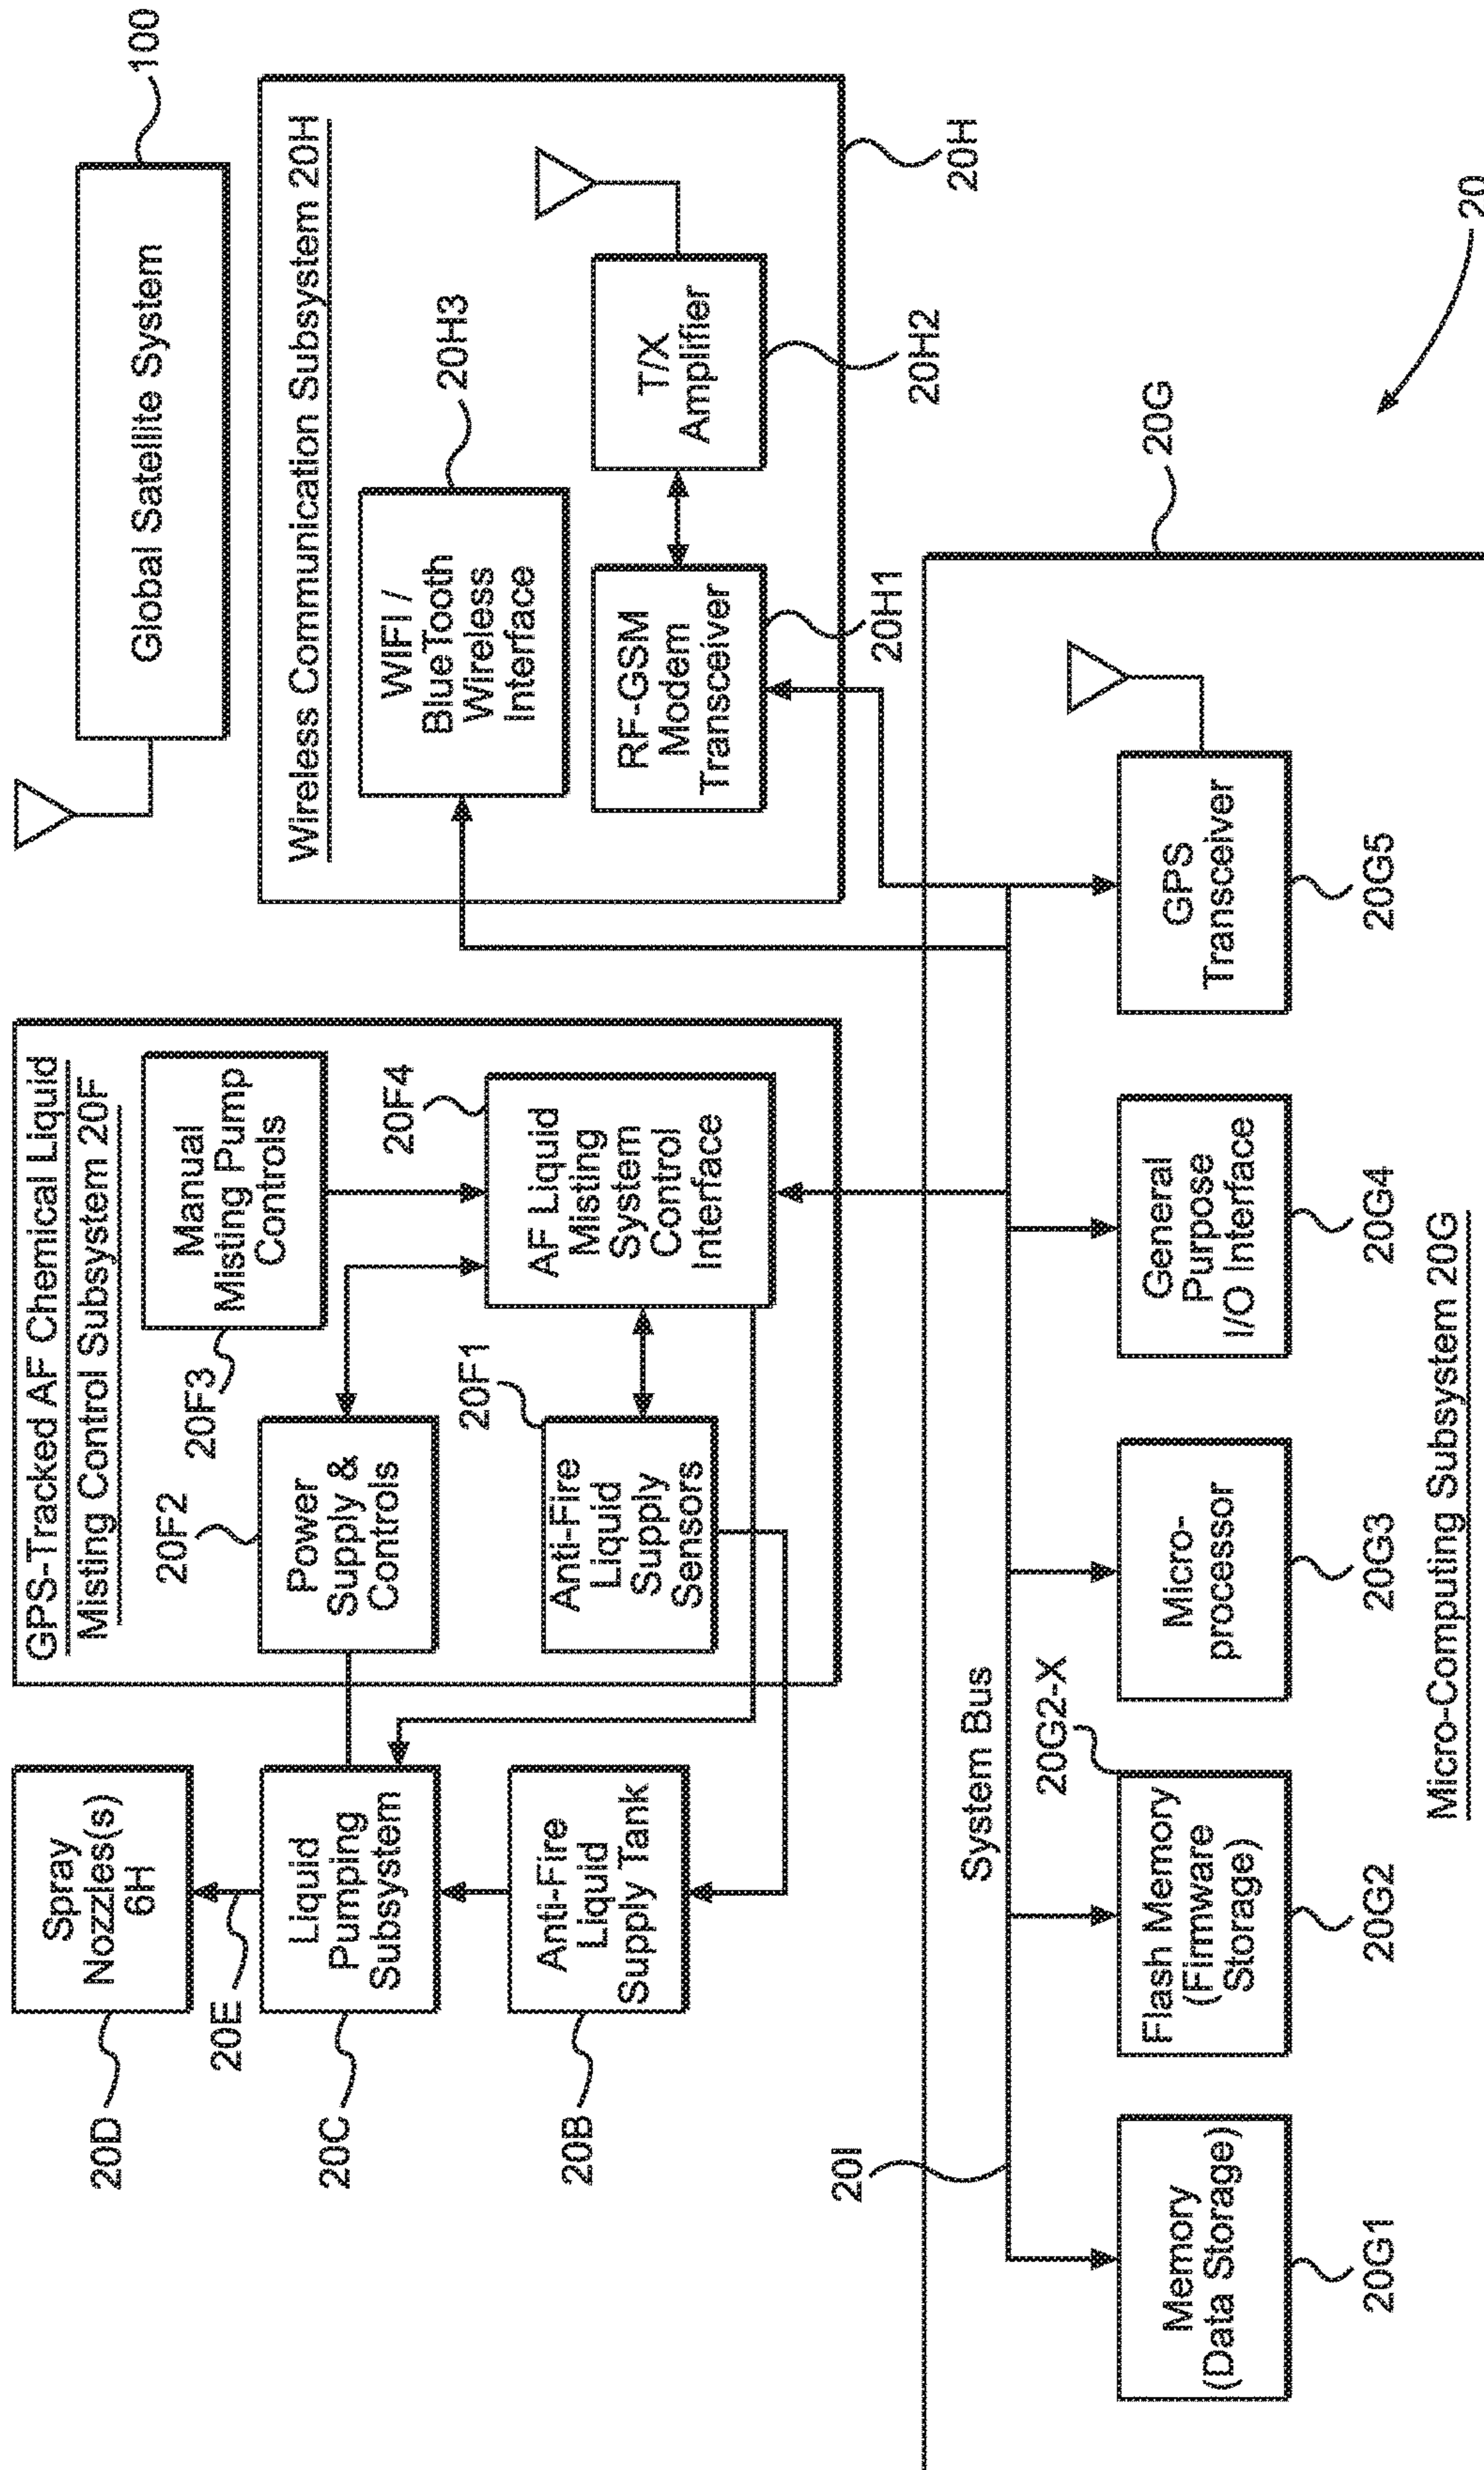 Global Satellite System
100
Wireless Communication Subsystem 20H
WIFI /
BlueTooth
Wireless
Interface
20H3
RF-GSM
Modem
Transceiver
20H1
T/X
Amplifier
20H2
20H
GPS-Tracked AF Chemical Liquid
Misting Control Subsystem 20F
Manual
Misting Pump
Controls
20F3
Power
Supply &
Controls
20F2
AF Liquid
Misting
System
Control
Interface
20F4
Anti-Fire
Liquid
Supply
Sensors
20F1
Spray
Nozzles(s)
6H
20D
20E
Liquid
Pumping
Subsystem
20C
Anti-Fire
Liquid
Supply Tank
20B
20I
System Bus
Memory
(Data Storage)
20G1
20G2-X
Flash Memory
(Firmware
Storage)
20G2
Micro-
processor
20G3
General
Purpose
I/O Interface
20G4
GPS
Transceiver
20G5
20G
Micro-Computing Subsystem 20G
20